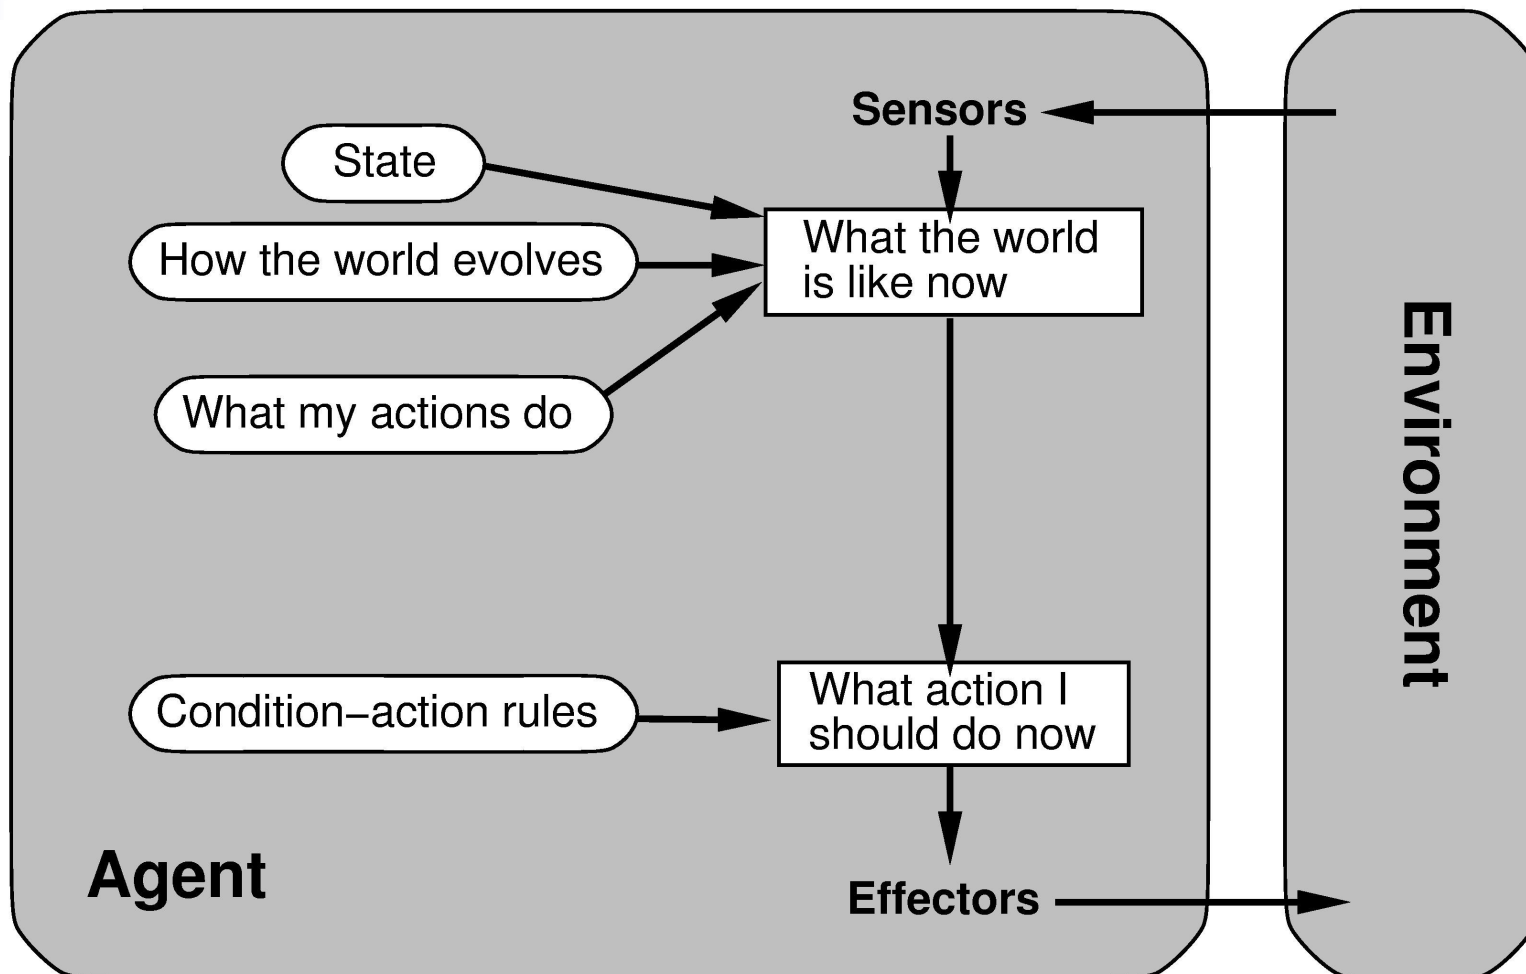 Sensors
State
How the world evolves
What my actions do
What the world
is like now
Condition–action rules
What action I
should do now
Agent
Effectors
Environment